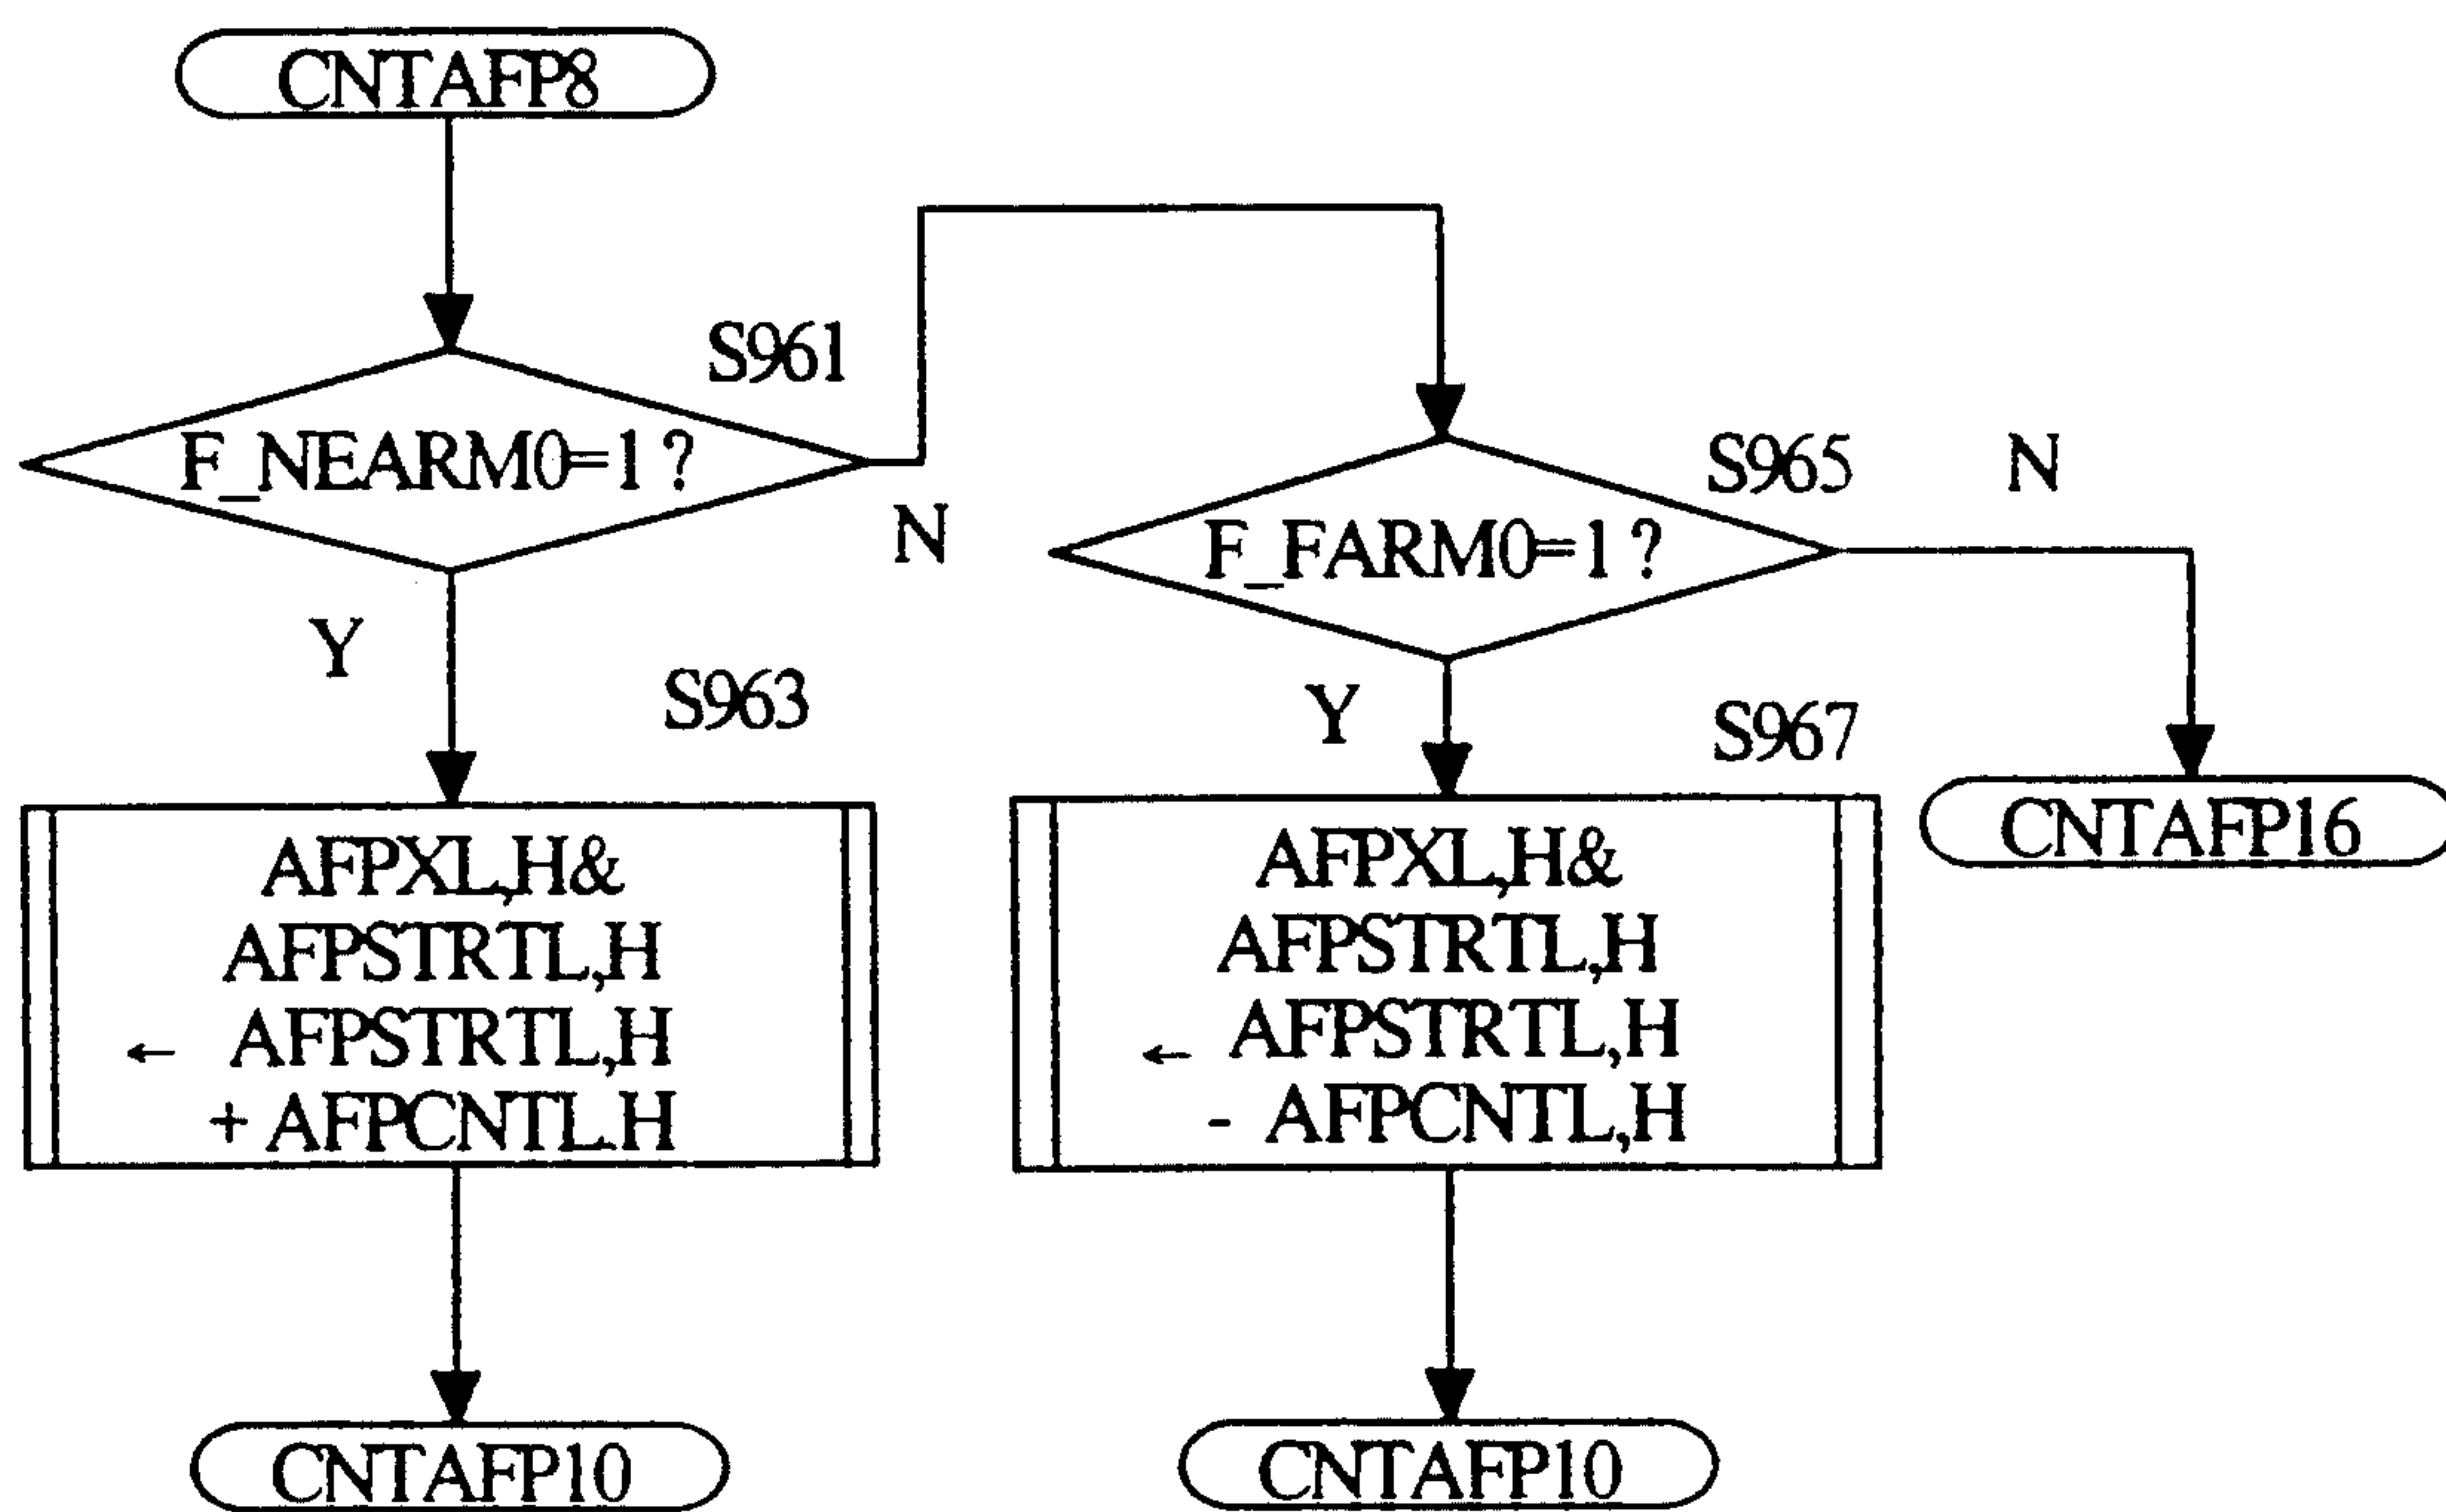 CNTAFP8
S961
F_NEARM0=1 ?
N
Y
S963
AFPXL,H&
AFPSTRTL,H
← AFPSTRTL,H
+ AFPCNTL,H
CNTAFP10
S965
N
F_FARM0=1 ?
Y
S967
AFPXL,H&
AFPSTRTL,H
← AFPSTRTL,H
- AFPCNTL,H
CNTAFP10
CNTAFP16